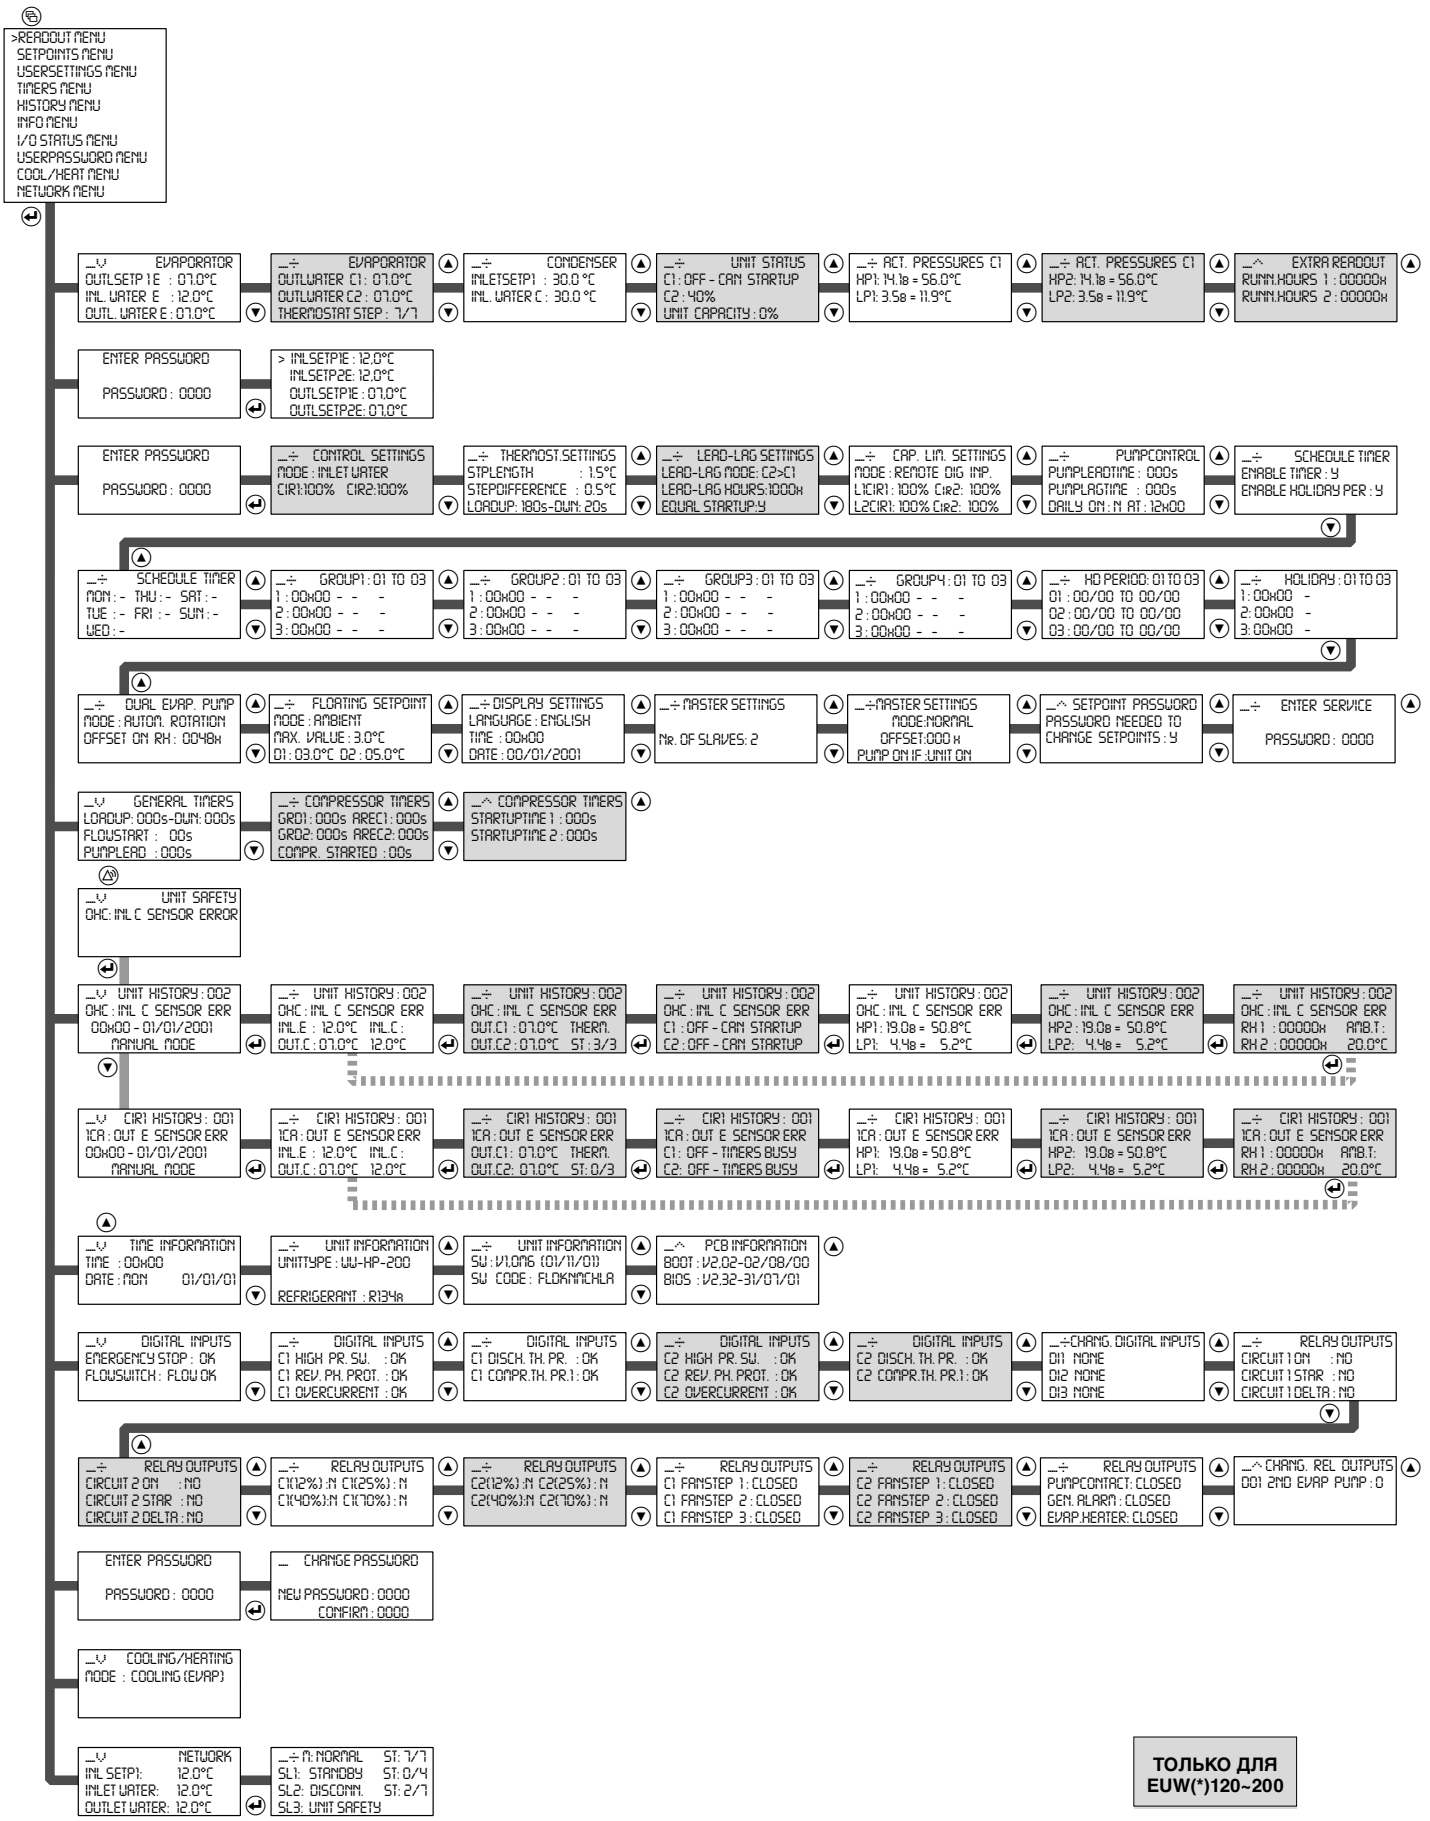 >READOUT MENU
SETPOINTS MENU
USERSETTINGS MENU
TIMERS MENU
HISTORY MENU
INFO MENU
I/O STATUS MENU
USERPASSWORD MENU
COOL/HEAT MENU
NETWORK MENU
_v EVAPORATOR
OUTLSETP 1 E : 07.0°C
INL. WATER E : 12.0°C
OUTL. WATER E : 07.0°C
_÷ EVAPORATOR
OUTLWATER C1 : 07.0°C
OUTLWATER C2 : 07.0°C
THERMOSTAT STEP : 7/7
_÷ CONDENSER
INLETSETP1 : 30.0 °C
INL. WATER C : 30.0 °C
_÷ UNIT STATUS
C1 : OFF - CAN STARTUP
C2 : 40%
UNIT CAPACITY : 0%
_÷ ACT. PRESSURES C1
HP1: 14.1B = 56.0°C
LP1: 3.5B = 11.9°C
_÷ ACT. PRESSURES C1
HP2: 14.1B = 56.0°C
LP2: 3.5B = 11.9°C
_^ EXTRA READOUT
RUNN.HOURS 1 : 00000H
RUNN.HOURS 2 : 00000H
ENTER PASSWORD
PASSWORD : 0000
> INLSETP1E : 12,0°C
INLSETP2E: 12,0°C
OUTLSETP1E : 07,0°C
OUTLSETP2E: 07,0°C
ENTER PASSWORD
PASSWORD : 0000
_÷ CONTROL SETTINGS
MODE : INLET WATER
CIR1:100% CIR2:100%
_÷ THERMOST.SETTINGS
STPLENGTH : 1.5°C
STEPDIFFERENCE : 0.5°C
LOADUP: 180s-DWN: 20s
_÷ LEAD-LAG SETTINGS
LEAD-LAG MODE: C2>C1
LEAD-LAG HOURS:1000H
EQUAL STARTUP:Y
_÷ CAP. LIM. SETTINGS
MODE : REMOTE DIG INP.
L1CIR1: 100% CIR2: 100%
L2CIR1: 100% CIR2: 100%
_÷ PUMPCONTROL
PUMPLEADTIME : 000s
PUMPLAGTIME : 000s
DAILY ON : N AT : 12H00
_÷ SCHEDULE TIMER
ENABLE TIMER : Y
ENABLE HOLIDAY PER : Y
_÷ SCHEDULE TIMER
MON : - THU : - SAT : -
TUE : - FRI : - SUN : -
WED : -
_÷ GROUP1 : 01 TO 03
1 : 00H00 - - -
2 : 00H00 - - -
3 : 00H00 - - -
_÷ GROUP2 : 01 TO 03
1 : 00H00 - - -
2 : 00H00 - - -
3 : 00H00 - - -
_÷ GROUP3 : 01 TO 03
1 : 00H00 - - -
2 : 00H00 - - -
3 : 00H00 - - -
_÷ GROUP4 : 01 TO 03
1 : 00H00 - - -
2 : 00H00 - - -
3 : 00H00 - - -
_÷ HD PERIOD: 01 TO 03
01 : 00/00 TO 00/00
02 : 00/00 TO 00/00
03 : 00/00 TO 00/00
_÷ HOLIDAY : 01 TO 03
1: 00H00 -
2: 00H00 -
3: 00H00 -
_÷ DUAL EVAP. PUMP
MODE : AUTOM. ROTATION
OFFSET ON RH : 0048H
_÷ FLOATING SETPOINT
MODE : AMBIENT
MAX. VALUE : 3.0°C
D1 : 03.0°C D2 : 05.0°C
_÷ DISPLAY SETTINGS
LANGUAGE : ENGLISH
TIME : 00H00
DATE : 00/01/2001
_÷ MASTER SETTINGS
NR. OF SLAVES: 2
_÷MASTER SETTINGS
MODE:NORMAL
OFFSET:000 H
PUMP ON IF :UNIT ON
_^ SETPOINT PASSWORD
PASSWORD NEEDED TO
CHANGE SETPOINTS : Y
_÷ ENTER SERVICE
PASSWORD : 0000
_v GENERAL TIMERS
LOADUP: 000s-DWN: 000s
FLOWSTART : 00s
PUMPLEAD : 000s
_÷ COMPRESSOR TIMERS
GRD1 : 000s AREC1 : 000s
GRD2: 000s AREC2: 000s
COMPR. STARTED : 00s
_^ COMPRESSOR TIMERS
STARTUPTIME 1 : 000s
STARTUPTIME 2 : 000s
_v UNIT SAFETY
0HC: INL C SENSOR ERROR
_v UNIT HISTORY : 002
0HC : INL C SENSOR ERR
00H00 - 01/01/2001
MANUAL MODE
_÷ UNIT HISTORY : 002
0HC : INL C SENSOR ERR
INL.E : 12.0°C INL.C :
OUT.C : 07.0°C 12.0°C
_÷ UNIT HISTORY : 002
0HC : INL C SENSOR ERR
OUT.C1 : 07.0°C THERM.
OUT.C2 : 07.0°C ST : 3/3
_÷ UNIT HISTORY : 002
0HC : INL C SENSOR ERR
C1 : OFF - CAN STARTUP
C2 : OFF - CAN STARTUP
_÷ UNIT HISTORY : 002
0HC : INL C SENSOR ERR
HP1 : 19.0B = 50.8°C
LP1: 4.4B = 5.2°C
_÷ UNIT HISTORY : 002
0HC : INL C SENSOR ERR
HP2 : 19.0B = 50.8°C
LP2: 4.4B = 5.2°C
_÷ UNIT HISTORY : 002
0HC : INL C SENSOR ERR
RH 1 : 00000H AMB.T :
RH 2 : 00000H 20.0°C
_v CIR1 HISTORY : 001
1CA : OUT E SENSOR ERR
00H00 - 01/01/2001
MANUAL MODE
_÷ CIR1 HISTORY : 001
1CA : OUT E SENSOR ERR
INL.E : 12.0°C INL.C :
OUT.C : 07.0°C 12.0°C
_÷ CIR1 HISTORY : 001
1CA : OUT E SENSOR ERR
OUT.C1 : 07.0°C THERM.
OUT.C2: 07.0°C ST: 0/3
_÷ CIR1 HISTORY : 001
1CA : OUT E SENSOR ERR
C1 : OFF - TIMERS BUSY
C2: OFF - TIMERS BUSY
_÷ CIR1 HISTORY : 001
1CA : OUT E SENSOR ERR
HP1: 19.0B = 50.8°C
LP1: 4.4B = 5.2°C
_÷ CIR1 HISTORY : 001
1CA : OUT E SENSOR ERR
HP2: 19.0B = 50.8°C
LP2: 4.4B = 5.2°C
_÷ CIR1 HISTORY : 001
1CA : OUT E SENSOR ERR
RH 1 : 00000H AMB.T:
RH 2 : 00000H 20.0°C
_v TIME INFORMATION
TIME : 00H00
DATE : MON 01/01/01
_÷ UNIT INFORMATION
UNITTYPE : WW-HP-200
REFRIGERANT : R134A
_÷ UNIT INFORMATION
SW : V1.0M6 (01/11/01)
SW CODE : FLDKNMCHLA
_^ PCB INFORMATION
BOOT : V2,02-02/08/00
BIOS : V2,32-31/07/01
_v DIGITAL INPUTS
EMERGENCY STOP : OK
FLOWSWITCH : FLOW OK
_÷ DIGITAL INPUTS
C1 HIGH PR. SW. : OK
C1 REV. PH. PROT. : OK
C1 OVERCURRENT : OK
_÷ DIGITAL INPUTS
C1 DISCH. TH. PR. : OK
C1 COMPR.TH. PR.1 : OK
_÷ DIGITAL INPUTS
C2 HIGH PR. SW. : OK
C2 REV. PH. PROT. : OK
C2 OVERCURRENT : OK
_÷ DIGITAL INPUTS
C2 DISCH. TH. PR. : OK
C2 COMPR.TH. PR.1 : OK
_÷CHANG. DIGITAL INPUTS
DI1 NONE
DI2 NONE
DI3 NONE
_÷ RELAY OUTPUTS
CIRCUIT 1 ON : NO
CIRCUIT 1 STAR : NO
CIRCUIT 1 DELTA : NO
_÷ RELAY OUTPUTS
CIRCUIT 2 ON : NO
CIRCUIT 2 STAR : NO
CIRCUIT 2 DELTA : NO
_÷ RELAY OUTPUTS
C1(12%) : N C1(25%) : N
C1(40%):N C1(70%) : N
_÷ RELAY OUTPUTS
C2(12%) : N C2(25%) : N
C2(40%):N C2(70%) : N
_÷ RELAY OUTPUTS
C1 FANSTEP 1 : CLOSED
C1 FANSTEP 2 : CLOSED
C1 FANSTEP 3 : CLOSED
_÷ RELAY OUTPUTS
C2 FANSTEP 1 : CLOSED
C2 FANSTEP 2 : CLOSED
C2 FANSTEP 3 : CLOSED
_÷ RELAY OUTPUTS
PUMPCONTACT: CLOSED
GEN. ALARM : CLOSED
EVAP.HEATER: CLOSED
_^ CHANG. REL OUTPUTS
DO1 2ND EVAP PUMP : 0
ENTER PASSWORD
PASSWORD : 0000
_ CHANGE PASSWORD
NEW PASSWORD : 0000
CONFIRM : 0000
_v COOLING/HEATING
MODE : COOLING (EVAP)
_v NETWORK
INL SETP1: 12.0°C
INLET WATER: 12.0°C
OUTLET WATER: 12.0°C
_÷ M: NORMAL ST: 7/7
SL1: STANDBY ST: 0/4
SL2: DISCONN. ST: 2/7
SL3: UNIT SAFETY
ТОЛЬКО ДЛЯ
EUW(*)120~200